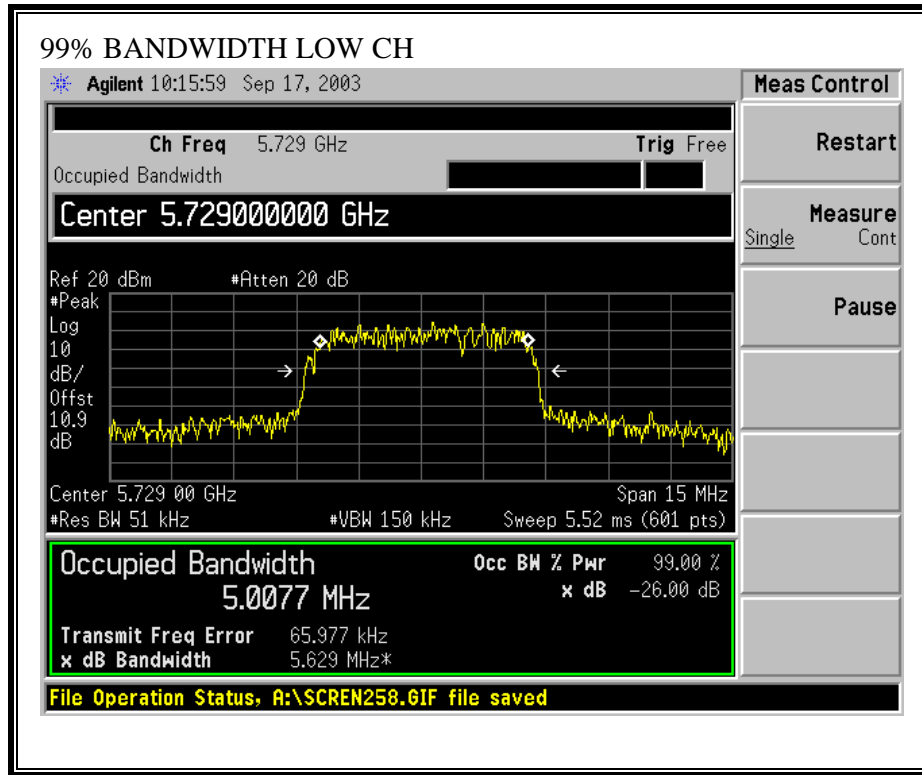 99% BANDWIDTH LOW CH
Agilent 10:15:59 Sep 17, 2003
Meas Control
Ch Freq 5.729 GHz Trig Free
Occupied Bandwidth
Restart
Center 5.729000000 GHz
Measure
Single Cont
Ref 20 dBm #Atten 20 dB
Pause
#Peak
Log
10
dB/
Offst
10.9
dB
Center 5.729 00 GHz Span 15 MHz
#Res BW 51 kHz #VBW 150 kHz Sweep 5.52 ms (601 pts)
Occupied Bandwidth Occ BW % Pwr 99.00 %
5.0077 MHz x dB -26.00 dB
Transmit Freq Error 65.977 kHz
x dB Bandwidth 5.629 MHz*
File Operation Status, A:\SCREN258.GIF file saved